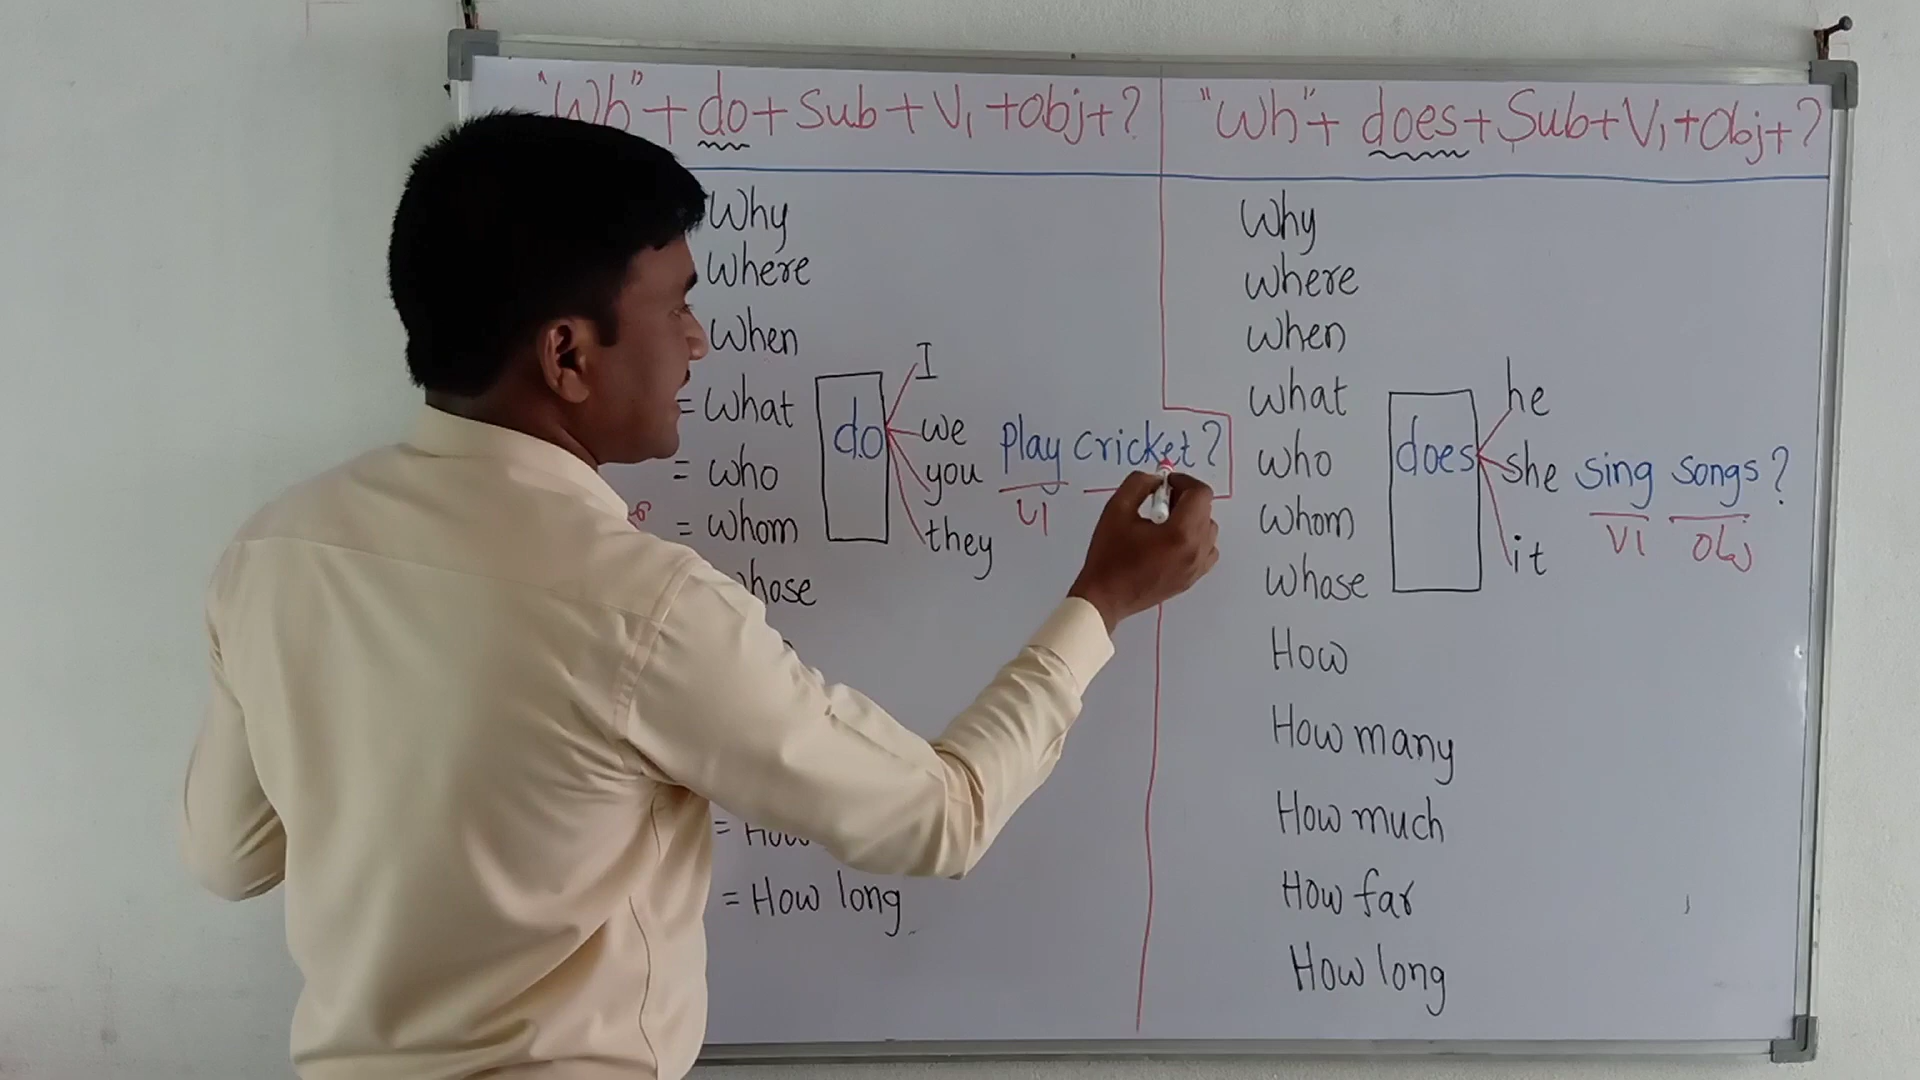 "Wh" + do + Sub + V1 + Obj + ?
Why
Where
When
= What
= who
= whom
= How long
do
I
we
you
they
Play cricket?
V1
"Wh" + does + Sub + V1 + Obj + ?
Why
where
when
what
who
whom
whose
How
How many
How much
How far
How long
does
he
she
it
sing songs?
V1 Obj